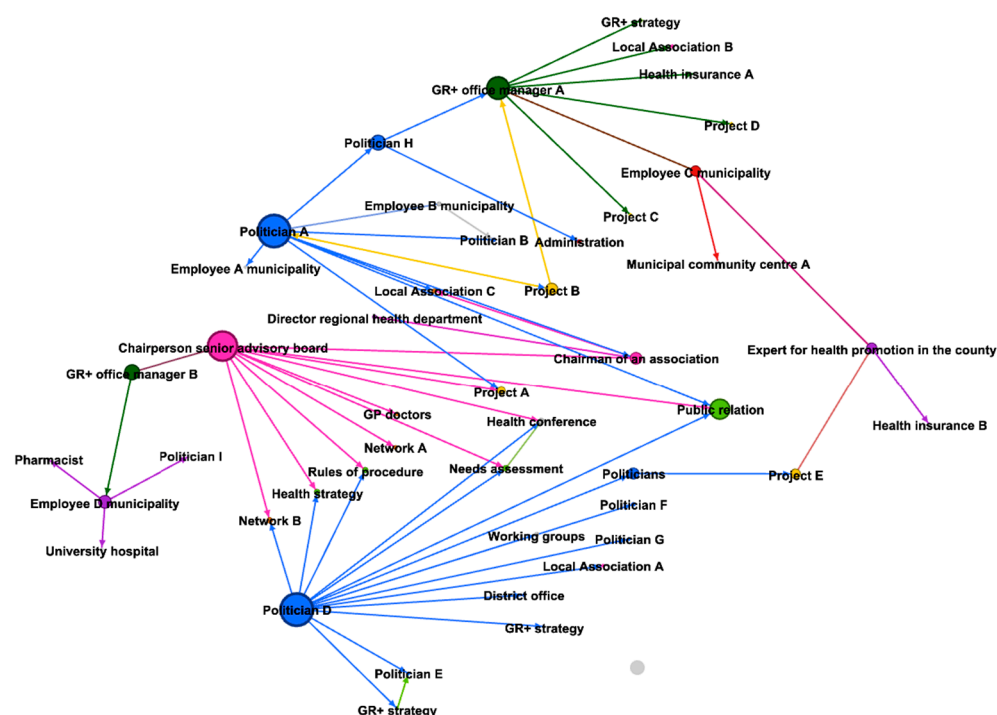 GR+ strategy
Local Association B
Health insurance A
GR+ office manager A
Project D
Politician H
Employee C municipality
Employee B municipality
Project C
Politician A
Politician B
Administration
Employee A municipality
Municipal community centre A
Local Association C
Project B
Director regional health department
Chairperson senior advisory board
Chairman of an association
Expert for health promotion in the county
GR+ office manager B
Project A
GP doctors
Public relation
Health conference
Health insurance B
Network A
Pharmacist
Politician I
Rules of procedure
Needs assessment
Politicians
Project E
Health strategy
Employee D municipality
Politician F
Network B
Working groups
Politician G
University hospital
Local Association A
District office
Politician D
GR+ strategy
Politician E
GR+ strategy